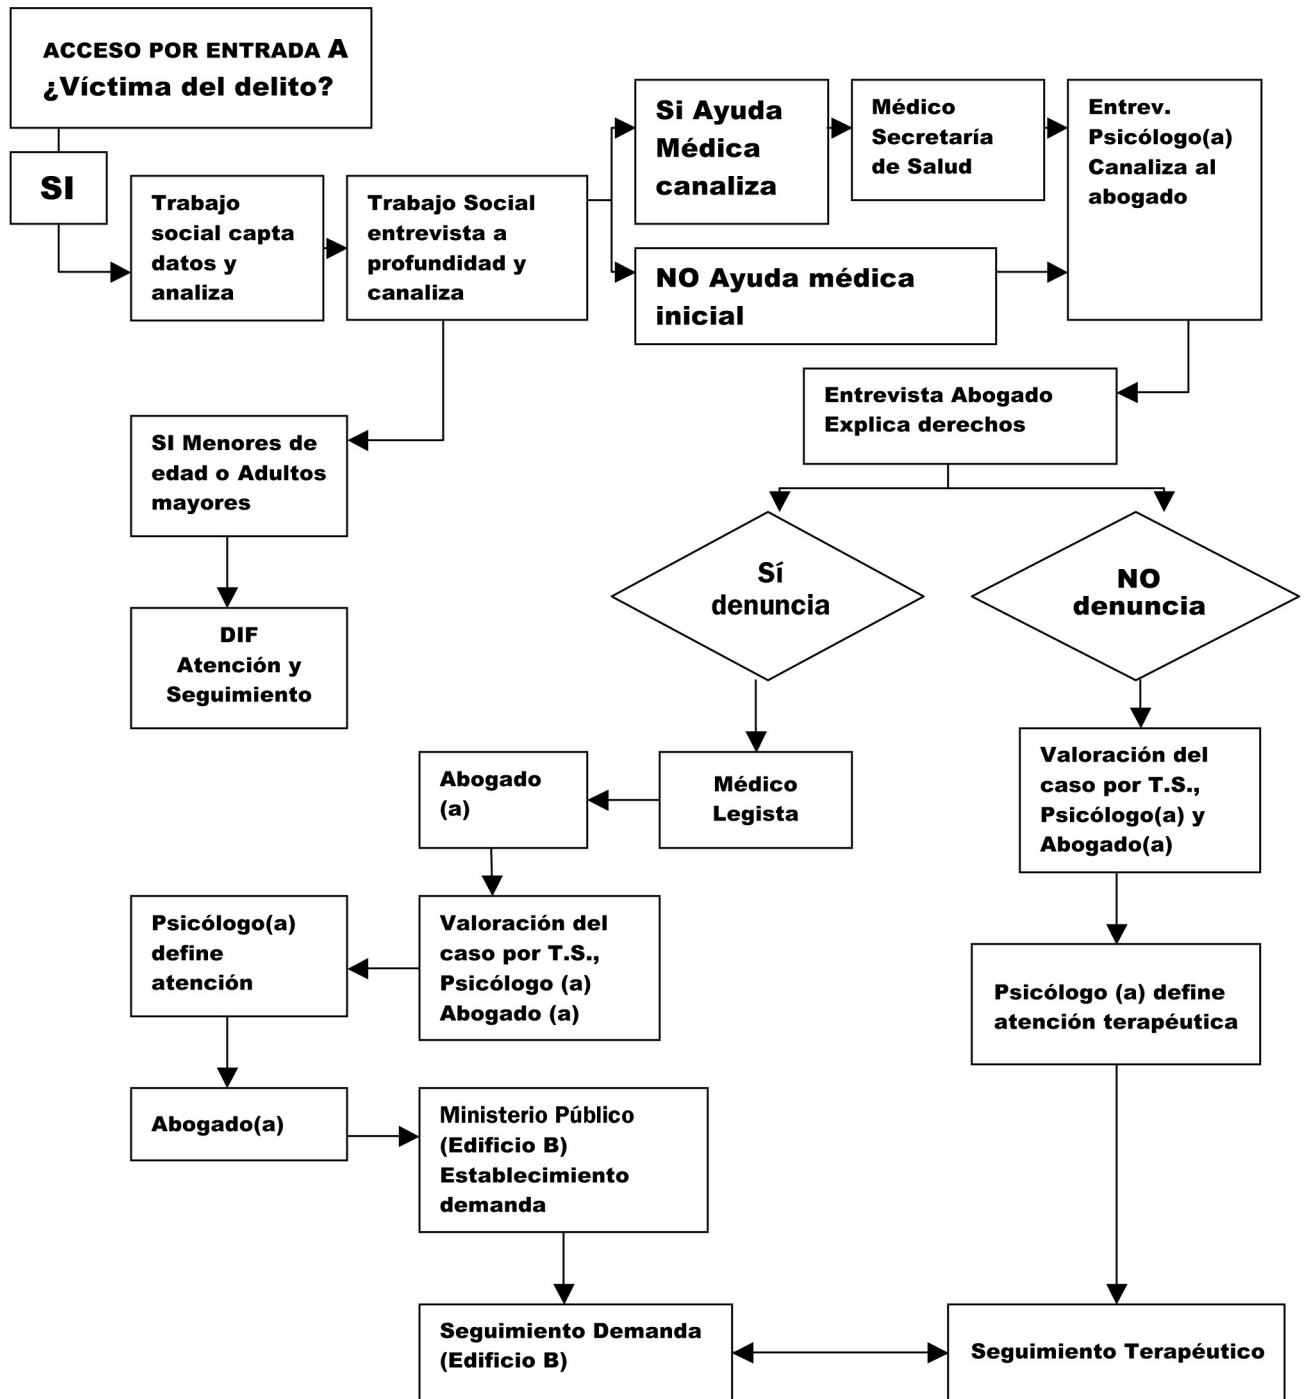 ACCESO POR ENTRADA A
¿Víctima del delito?
SI
Trabajo
social capta
datos y
analiza
Trabajo Social
entrevista a
profundidad y
canaliza
Si Ayuda
Médica
canaliza
Médico
Secretaría
de Salud
Entrev.
Psicólogo(a)
Canaliza al
abogado
NO Ayuda médica
inicial
Entrevista Abogado
Explica derechos
SI Menores de
edad o Adultos
mayores
DIF
Atención y
Seguimiento
Sí
denuncia
NO
denuncia
Médico
Legista
Abogado
(a)
Valoración del
caso por T.S.,
Psicólogo(a) y
Abogado(a)
Valoración del
caso por T.S.,
Psicólogo (a)
Abogado (a)
Psicólogo(a)
define
atención
Psicólogo (a) define
atención terapéutica
Abogado(a)
Ministerio Público
(Edificio B)
Establecimiento
demanda
Seguimiento Demanda
(Edificio B)
Seguimiento Terapéutico